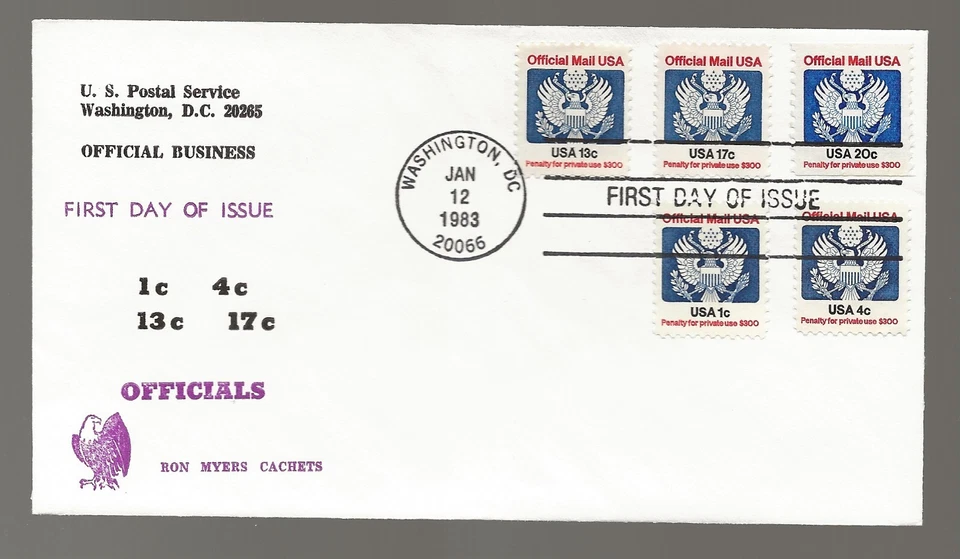 U. S. Postal Service
Washington, D.C. 20265
OFFICIAL BUSINESS
FIRST DAY OF ISSUE
1c 4c
13c 17c
OFFICIALS
RON MYERS CACHETS
WASHINGTON, DC
JAN
12
1983
20066
FIRST DAY OF ISSUE
Official Mail USA
USA 13c
Penalty for private use $300
Official Mail USA
USA 17c
Penalty for private use $300
Official Mail USA
USA 20c
Penalty for private use $300
Official Mail USA
USA 1c
Penalty for private use $300
Official Mail USA
USA 4c
Penalty for private use $300